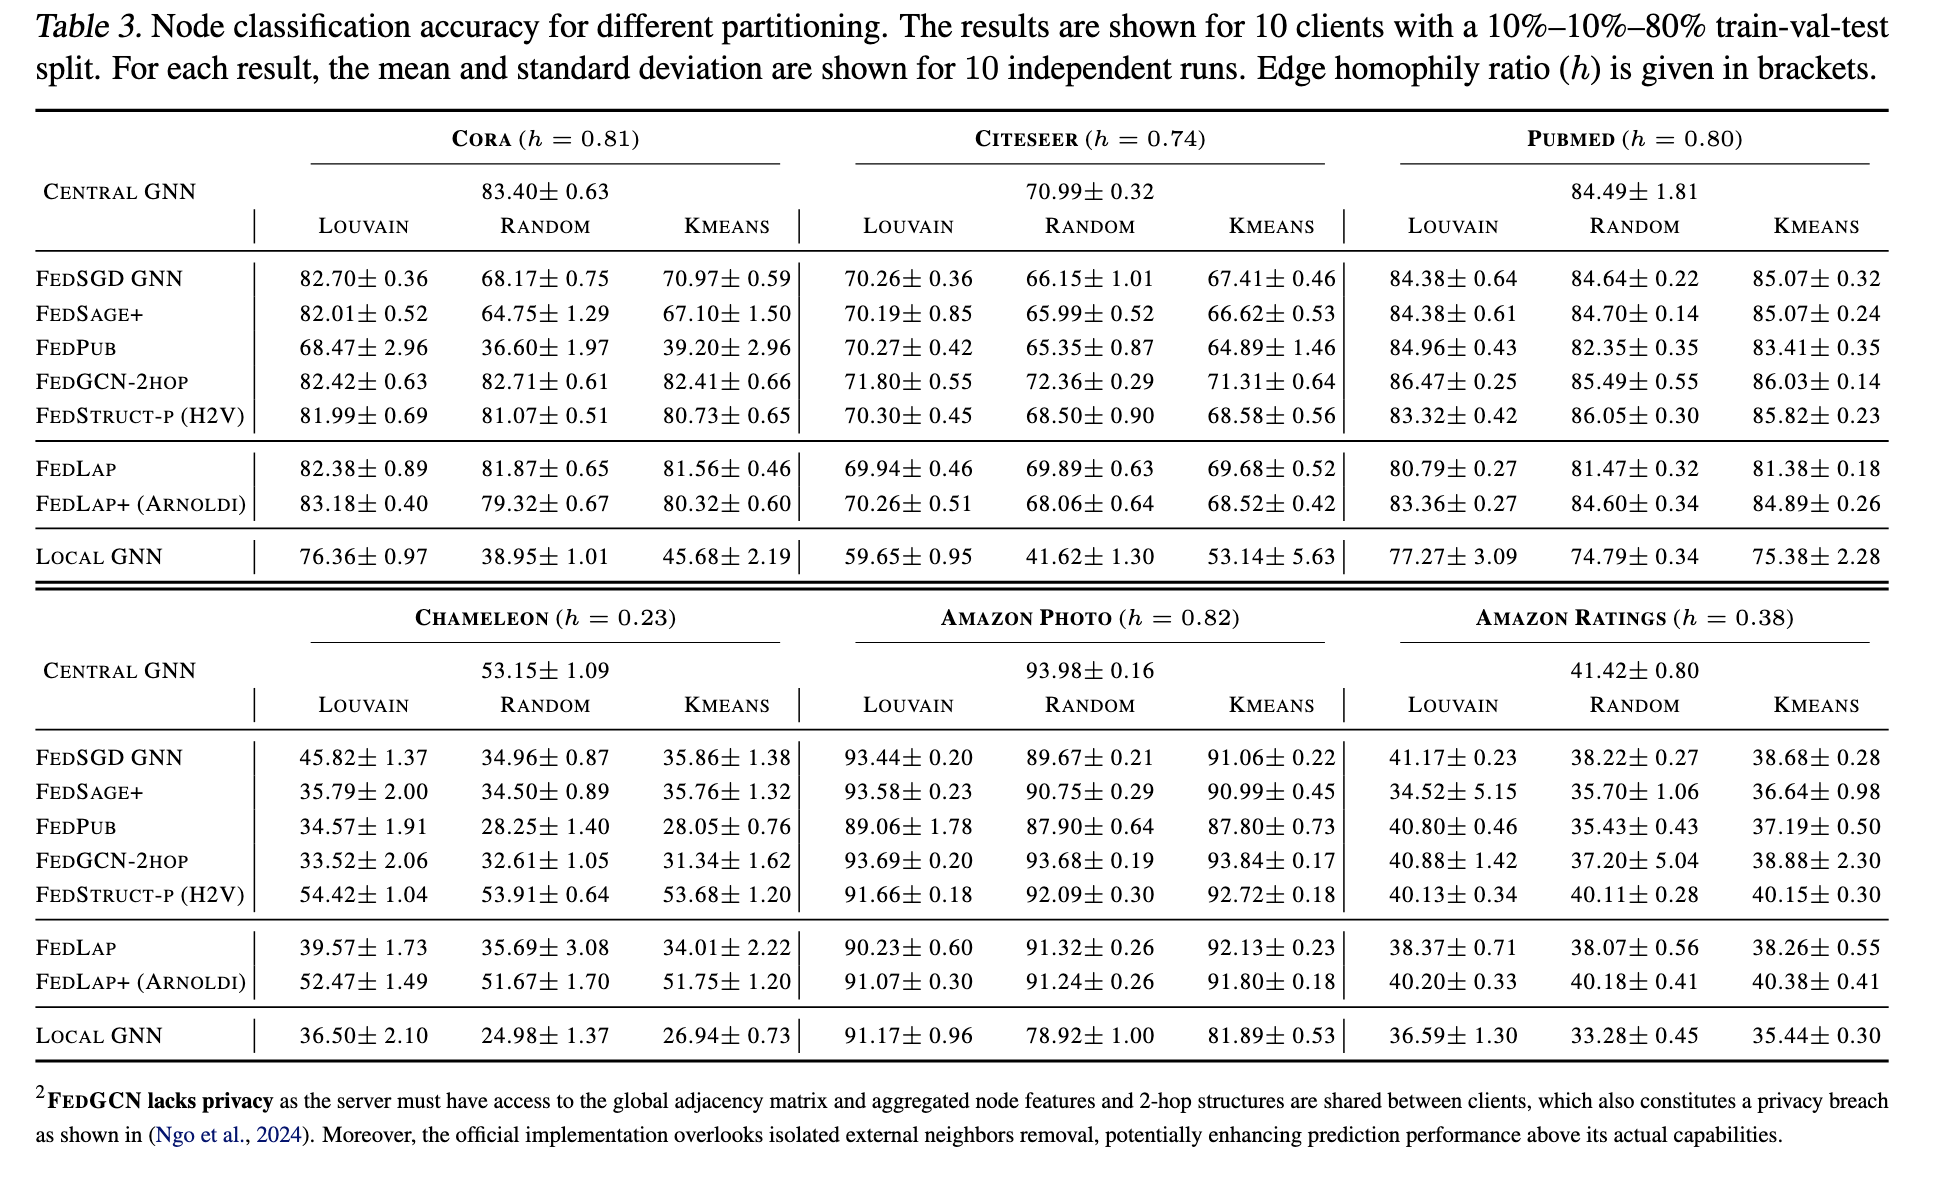 Table 3. Node classification accuracy for different partitioning. The results are shown for 10 clients with a 10%–10%–80% train-val-test
split. For each result, the mean and standard deviation are shown for 10 independent runs. Edge homophily ratio (h) is given in brackets.
CORA (h = 0.81) CITESEER (h = 0.74) PUBMED (h = 0.80)
CENTRAL GNN 83.40± 0.63 70.99± 0.32 84.49± 1.81
LOUVAIN RANDOM KMEANS LOUVAIN RANDOM KMEANS LOUVAIN RANDOM KMEANS
FEDSGD GNN 82.70± 0.36 68.17± 0.75 70.97± 0.59 70.26± 0.36 66.15± 1.01 67.41± 0.46 84.38± 0.64 84.64± 0.22 85.07± 0.32
FEDSAGE+ 82.01± 0.52 64.75± 1.29 67.10± 1.50 70.19± 0.85 65.99± 0.52 66.62± 0.53 84.38± 0.61 84.70± 0.14 85.07± 0.24
FEDPUB 68.47± 2.96 36.60± 1.97 39.20± 2.96 70.27± 0.42 65.35± 0.87 64.89± 1.46 84.96± 0.43 82.35± 0.35 83.41± 0.35
FEDGCN-2HOP 82.42± 0.63 82.71± 0.61 82.41± 0.66 71.80± 0.55 72.36± 0.29 71.31± 0.64 86.47± 0.25 85.49± 0.55 86.03± 0.14
FEDSTRUCT-P (H2V) 81.99± 0.69 81.07± 0.51 80.73± 0.65 70.30± 0.45 68.50± 0.90 68.58± 0.56 83.32± 0.42 86.05± 0.30 85.82± 0.23
FEDLAP 82.38± 0.89 81.87± 0.65 81.56± 0.46 69.94± 0.46 69.89± 0.63 69.68± 0.52 80.79± 0.27 81.47± 0.32 81.38± 0.18
FEDLAP+ (ARNOLDI) 83.18± 0.40 79.32± 0.67 80.32± 0.60 70.26± 0.51 68.06± 0.64 68.52± 0.42 83.36± 0.27 84.60± 0.34 84.89± 0.26
LOCAL GNN 76.36± 0.97 38.95± 1.01 45.68± 2.19 59.65± 0.95 41.62± 1.30 53.14± 5.63 77.27± 3.09 74.79± 0.34 75.38± 2.28
CHAMELEON (h = 0.23) AMAZON PHOTO (h = 0.82) AMAZON RATINGS (h = 0.38)
CENTRAL GNN 53.15± 1.09 93.98± 0.16 41.42± 0.80
LOUVAIN RANDOM KMEANS LOUVAIN RANDOM KMEANS LOUVAIN RANDOM KMEANS
FEDSGD GNN 45.82± 1.37 34.96± 0.87 35.86± 1.38 93.44± 0.20 89.67± 0.21 91.06± 0.22 41.17± 0.23 38.22± 0.27 38.68± 0.28
FEDSAGE+ 35.79± 2.00 34.50± 0.89 35.76± 1.32 93.58± 0.23 90.75± 0.29 90.99± 0.45 34.52± 5.15 35.70± 1.06 36.64± 0.98
FEDPUB 34.57± 1.91 28.25± 1.40 28.05± 0.76 89.06± 1.78 87.90± 0.64 87.80± 0.73 40.80± 0.46 35.43± 0.43 37.19± 0.50
FEDGCN-2HOP 33.52± 2.06 32.61± 1.05 31.34± 1.62 93.69± 0.20 93.68± 0.19 93.84± 0.17 40.88± 1.42 37.20± 5.04 38.88± 2.30
FEDSTRUCT-P (H2V) 54.42± 1.04 53.91± 0.64 53.68± 1.20 91.66± 0.18 92.09± 0.30 92.72± 0.18 40.13± 0.34 40.11± 0.28 40.15± 0.30
FEDLAP 39.57± 1.73 35.69± 3.08 34.01± 2.22 90.23± 0.60 91.32± 0.26 92.13± 0.23 38.37± 0.71 38.07± 0.56 38.26± 0.55
FEDLAP+ (ARNOLDI) 52.47± 1.49 51.67± 1.70 51.75± 1.20 91.07± 0.30 91.24± 0.26 91.80± 0.18 40.20± 0.33 40.18± 0.41 40.38± 0.41
LOCAL GNN 36.50± 2.10 24.98± 1.37 26.94± 0.73 91.17± 0.96 78.92± 1.00 81.89± 0.53 36.59± 1.30 33.28± 0.45 35.44± 0.30
2FEDGCN lacks privacy as the server must have access to the global adjacency matrix and aggregated node features and 2-hop structures are shared between clients, which also constitutes a privacy breach
as shown in (Ngo et al., 2024). Moreover, the official implementation overlooks isolated external neighbors removal, potentially enhancing prediction performance above its actual capabilities.